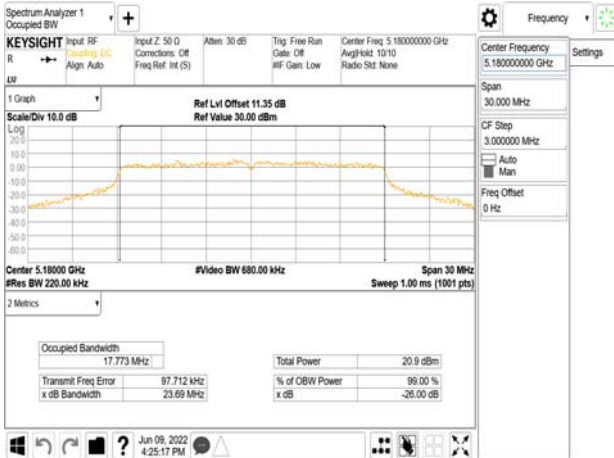 Spectrum Analyzer 1
Occupied BW
+
Frequency
KEYSIGHT
R
LXI
Input: RF
Coupling: DC
Align: Auto
Input Z: 50 Ω
Corrections: Off
Freq Ref: Int (S)
Atten: 30 dB
Trig: Free Run
Gate: Off
#IF Gain: Low
Center Freq: 5.180000000 GHz
Avg|Hold: 10/10
Radio Std: None
Center Frequency
5.180000000 GHz
Settings
Span
30.000 MHz
CF Step
3.000000 MHz
Auto
Man
Freq Offset
0 Hz
1 Graph
Scale/Div 10.0 dB
Ref Lvl Offset 11.35 dB
Ref Value 30.00 dBm
Log
20.0
10.0
0.00
-10.0
-20.0
-30.0
-40.0
-50.0
-60.0
Center 5.18000 GHz
#Res BW 220.00 kHz
#Video BW 680.00 kHz
Span 30 MHz
Sweep 1.00 ms (1001 pts)
2 Metrics
Occupied Bandwidth
17.773 MHz
Total Power 20.9 dBm
Transmit Freq Error 97.712 kHz
% of OBW Power 99.00 %
x dB Bandwidth 23.69 MHz
x dB -26.00 dB
?
Jun 09, 2022
4:25:17 PM